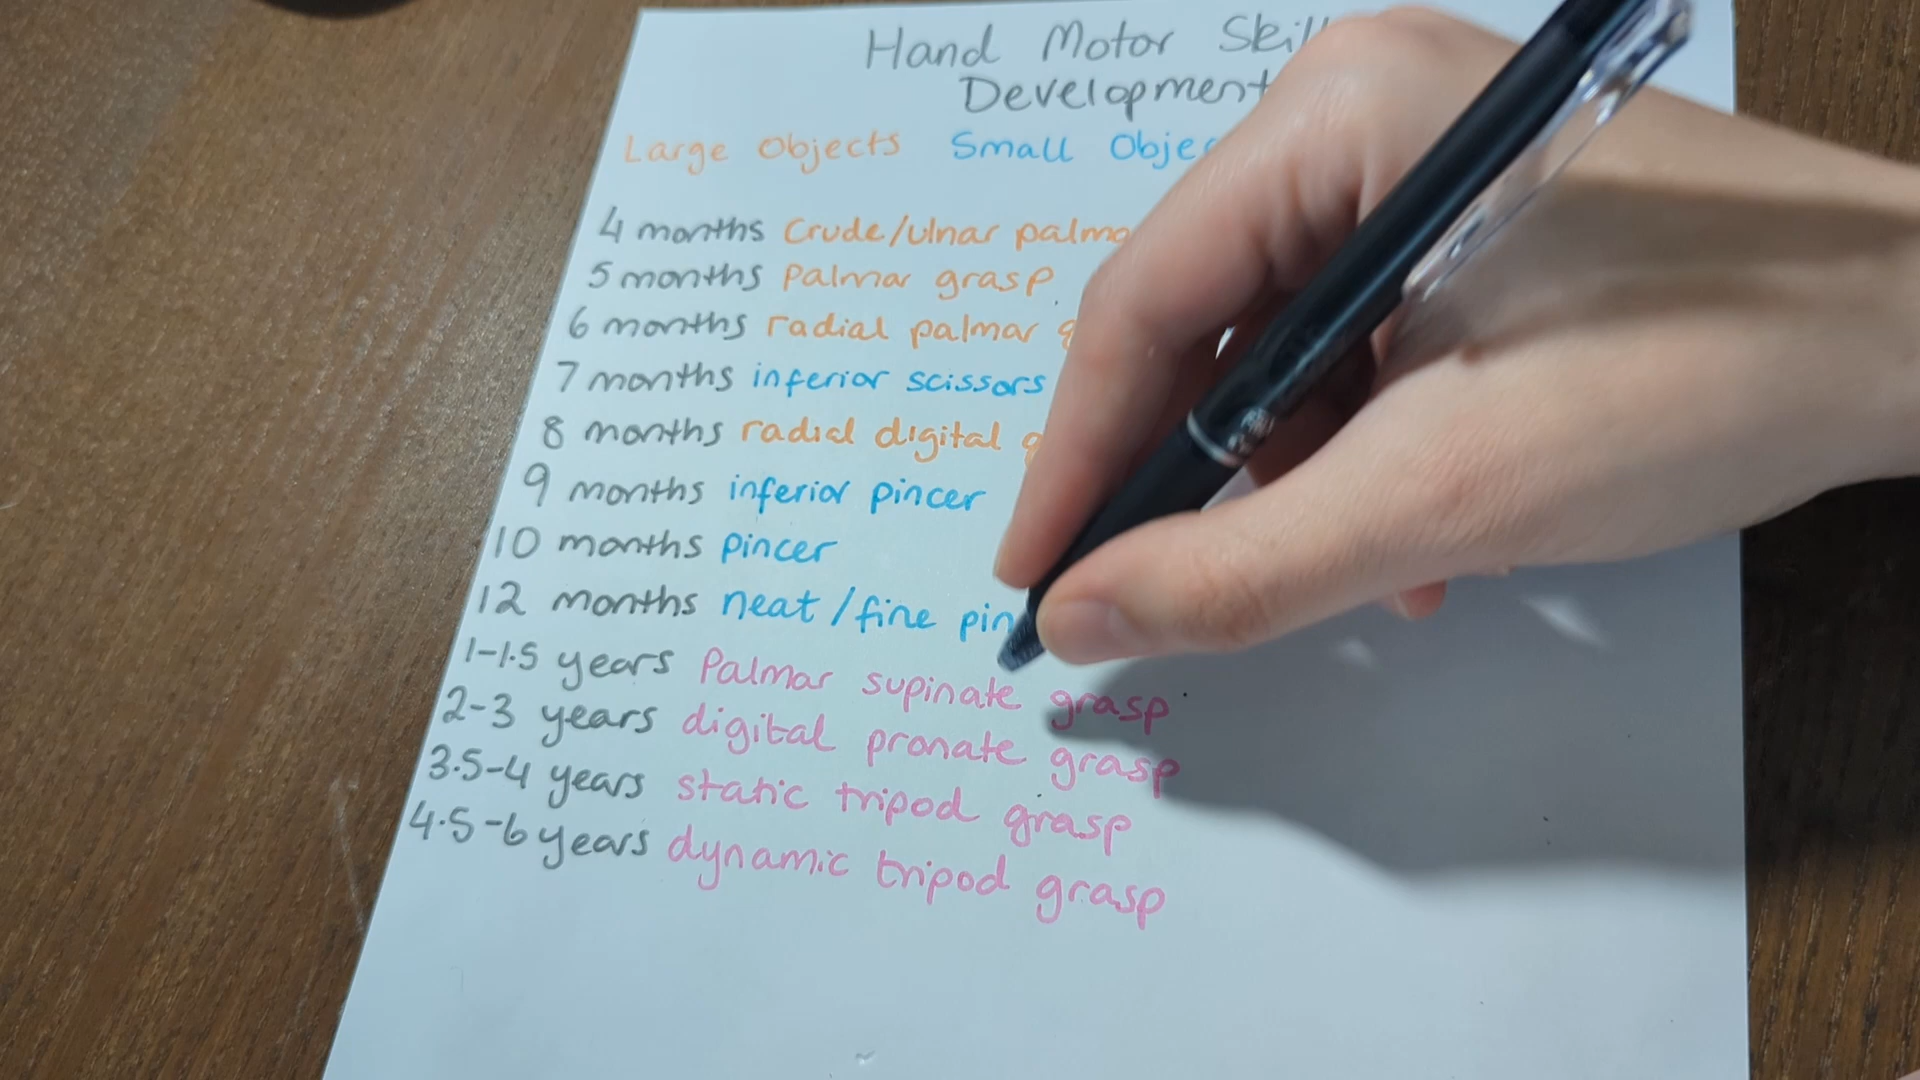 Hand Motor Skill
Development
Large Objects Small
4 months Crude/ulnar
5 months Palmar grasp
6 months radial palmar
7 months inferior scissors
8 months radial digital
9 months inferior pincer
10 months pincer
12 months neat/fine
1-1.5 years Palmar supinate grasp
2-3 years digital pronate grasp
3.5-4 years static tripod grasp
4.5-6 years dynamic tripod grasp